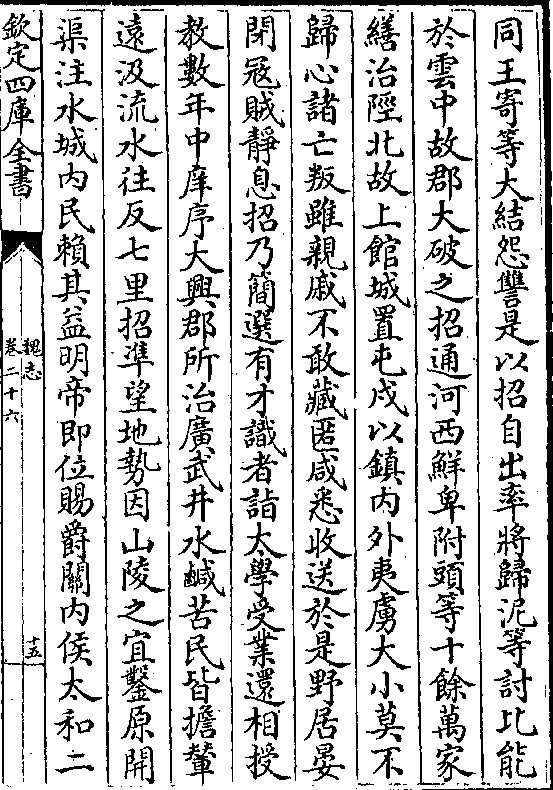 同王寄等大結怨讐是以招自出率將歸泥等討比能
於雲中故郡大破之招通河西鮮卑附頭等十餘萬家
繕治陘北故上館城置屯戍以鎮内外夷虜大小莫不
歸心諸亡叛雖親戚不敢藏匿咸悉收送於是野居晏
閉冦賊靜息招乃簡選有才識者詣太學受業還相授
教數年中庠序大興郡所治廣武井水鹹苦民皆擔輦
遠汲流水往反七里招準望地勢因山陵之宜鑿原開
渠注水城内民賴其益明帝即位賜爵關内侯太和二
欽定四庫全書
魏志
卷二十六
十五